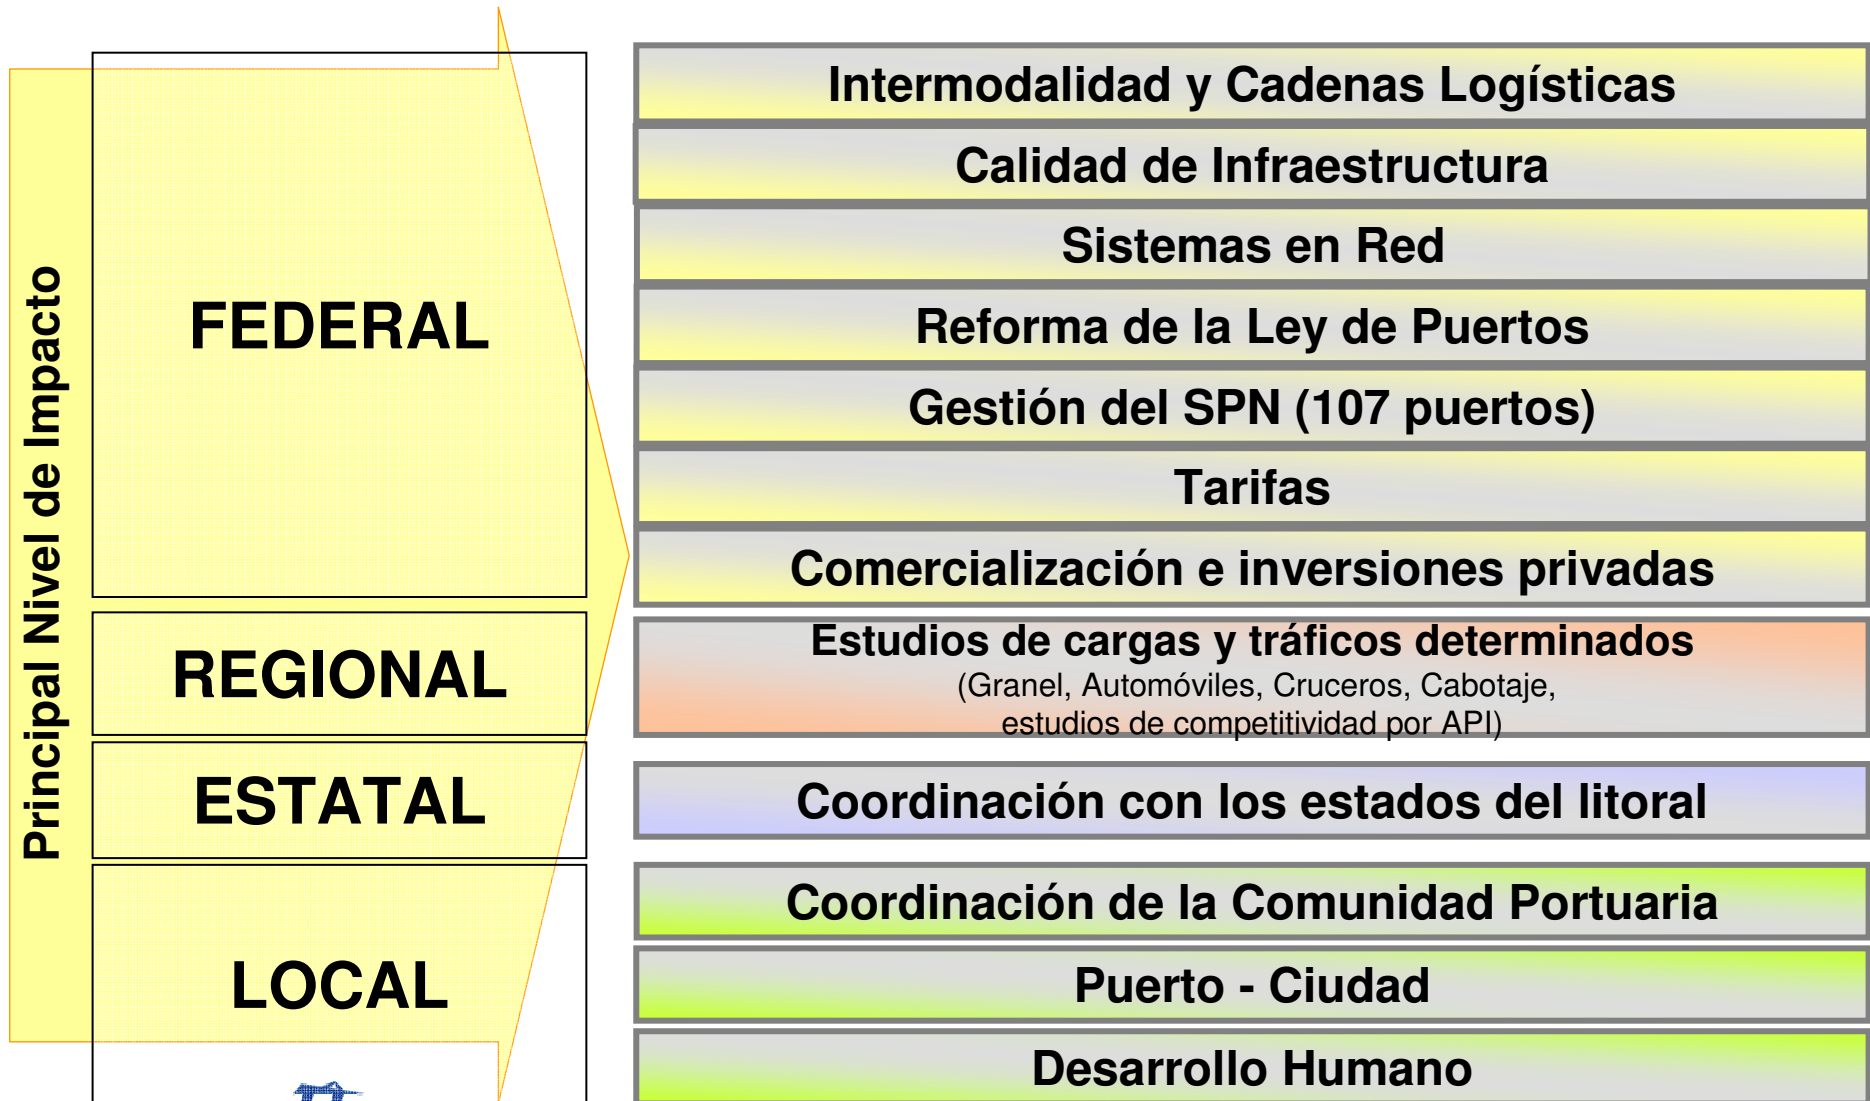 Principal Nivel de Impacto
FEDERAL
Intermodalidad y Cadenas Logísticas
Calidad de Infraestructura
Sistemas en Red
Reforma de la Ley de Puertos
Gestión del SPN (107 puertos)
Tarifas
Comercialización e inversiones privadas
REGIONAL
Estudios de cargas y tráficos determinados
(Granel, Automóviles, Cruceros, Cabotaje,
estudios de competitividad por API)
ESTATAL
Coordinación con los estados del litoral
LOCAL
Coordinación de la Comunidad Portuaria
Puerto - Ciudad
Desarrollo Humano